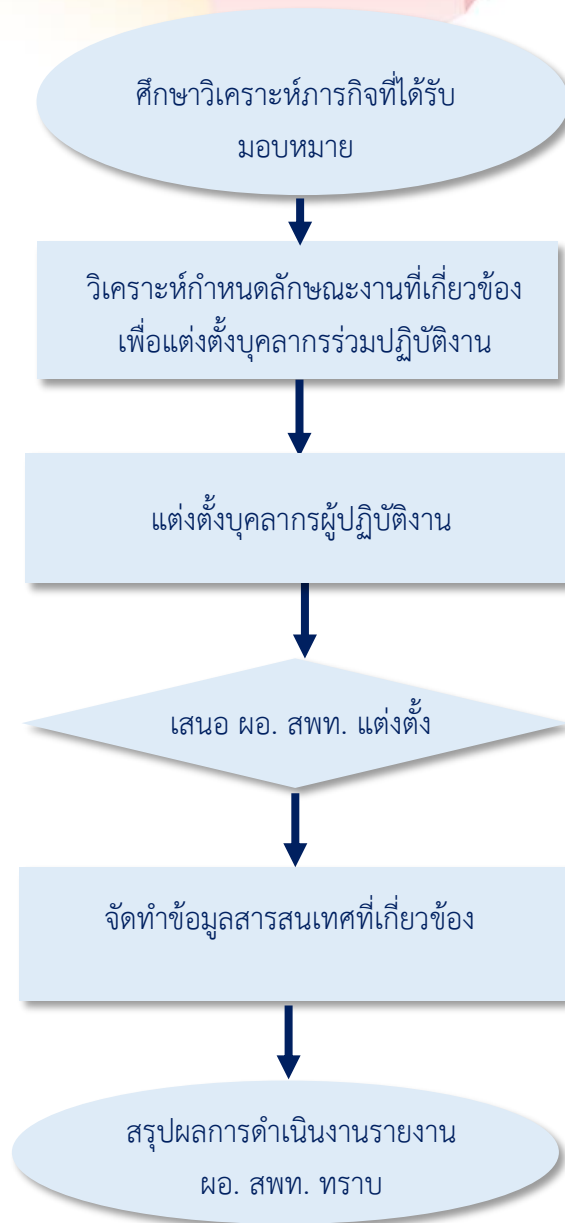 ศึกษาวิเคราะห์ภารกิจที่ได้รับ
มอบหมาย
วิเคราะห์กำหนดลักษณะงานที่เกี่ยวข้อง
เพื่อแต่งตั้งบุคลากรร่วมปฏิบัติงาน
แต่งตั้งบุคลากรผู้ปฏิบัติงาน
เสนอ ผอ. สพท. แต่งตั้ง
จัดทำข้อมูลสารสนเทศที่เกี่ยวข้อง
สรุปผลการดำเนินงานรายงาน
ผอ. สพท. ทราบ